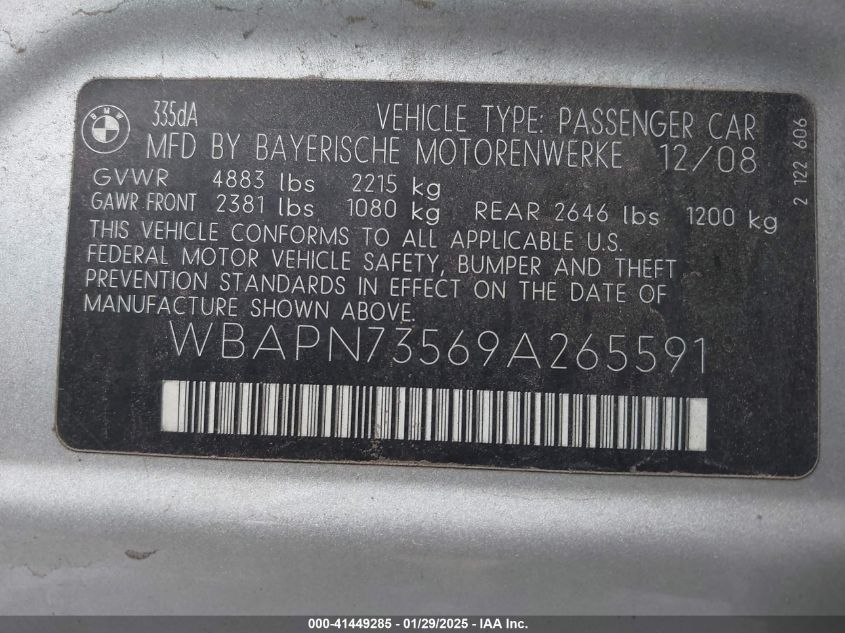 BMW
335dA VEHICLE TYPE: PASSENGER CAR
MFD BY BAYERISCHE MOTORENWERKE 12/08
GVWR 4883 lbs 2215 kg
GAWR FRONT 2381 lbs 1080 kg REAR 2646 lbs 1200 kg
THIS VEHICLE CONFORMS TO ALL APPLICABLE U.S.
FEDERAL MOTOR VEHICLE SAFETY, BUMPER AND THEFT
PREVENTION STANDARDS IN EFFECT ON THE DATE OF
MANUFACTURE SHOWN ABOVE.
WBAPN73569A265591
2 122 606
000-41449285 - 01/29/2025 - IAA Inc.